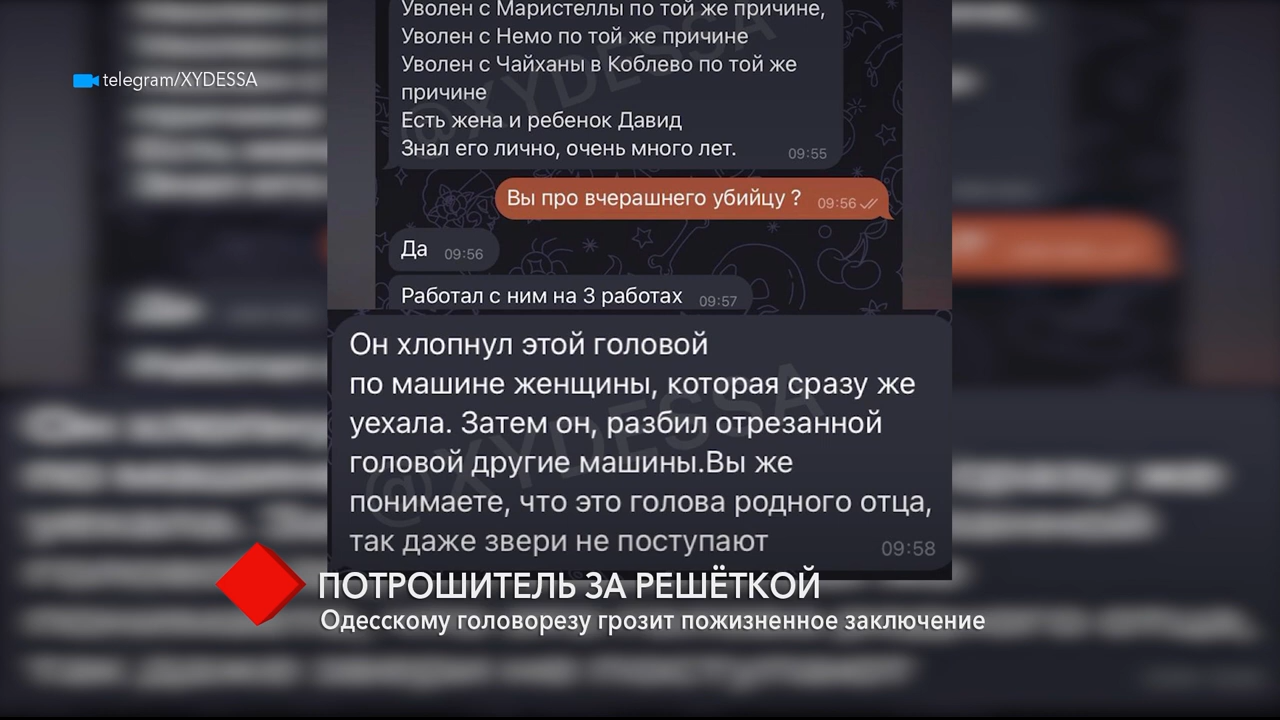 telegram/XYDESSA
Уволен с Маристеллы по той же причине,
Уволен с Немо по той же причине
Уволен с Чайханы в Коблево по той же
причине
Есть жена и ребенок Давид
Знал его лично, очень много лет.
09:55
Вы про вчерашнего убийцу ? 09:56
Да 09:56
Работал с ним на 3 работах 09:57
Он хлопнул этой головой
по машине женщины, которая сразу же
уехала. Затем он, разбил отрезанной
головой другие машины.Вы же
понимаете, что это голова родного отца,
так даже звери не поступают
09:58
@XYDESSA
ПОТРОШИТЕЛЬ ЗА РЕШЁТКОЙ
Одесскому головорезу грозит пожизненное заключение